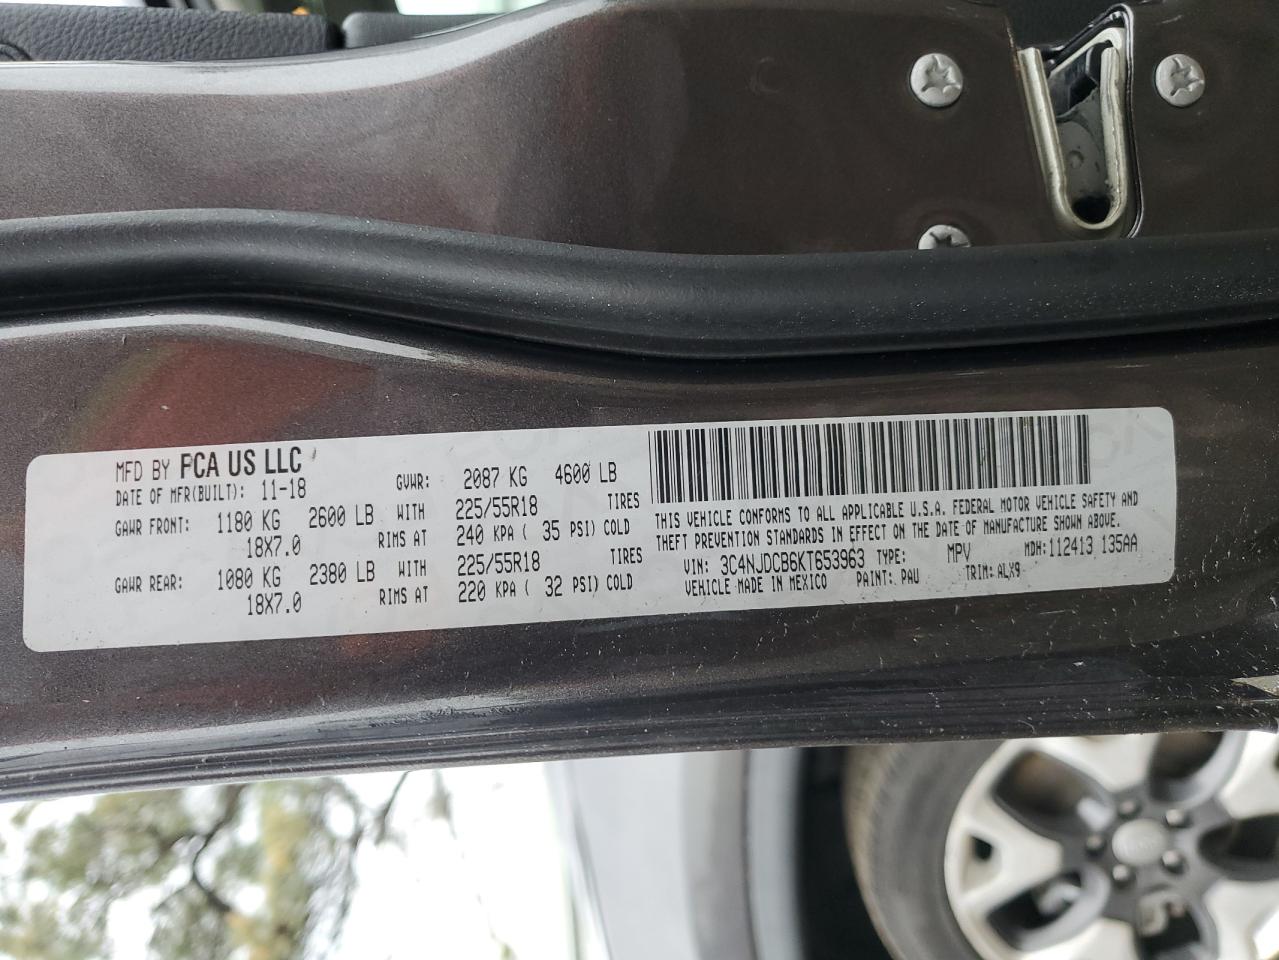 MFD BY FCA US LLC
DATE OF MFR(BUILT): 11-18 GVWR: 2087 KG 4600 LB
GAWR FRONT: 1180 KG 2600 LB WITH 225/55R18 TIRES
18X7.0 RIMS AT 240 KPA ( 35 PSI) COLD
GAWR REAR: 1080 KG 2380 LB WITH 225/55R18 TIRES
18X7.0 RIMS AT 220 KPA ( 32 PSI) COLD
THIS VEHICLE CONFORMS TO ALL APPLICABLE U.S.A. FEDERAL MOTOR VEHICLE SAFETY AND
THEFT PREVENTION STANDARDS IN EFFECT ON THE DATE OF MANUFACTURE SHOWN ABOVE.
VIN: 3C4NJDCB6KT653963 TYPE: MPV MDH:112413 135AA
VEHICLE MADE IN MEXICO PAINT: PAU TRIM:ALX9